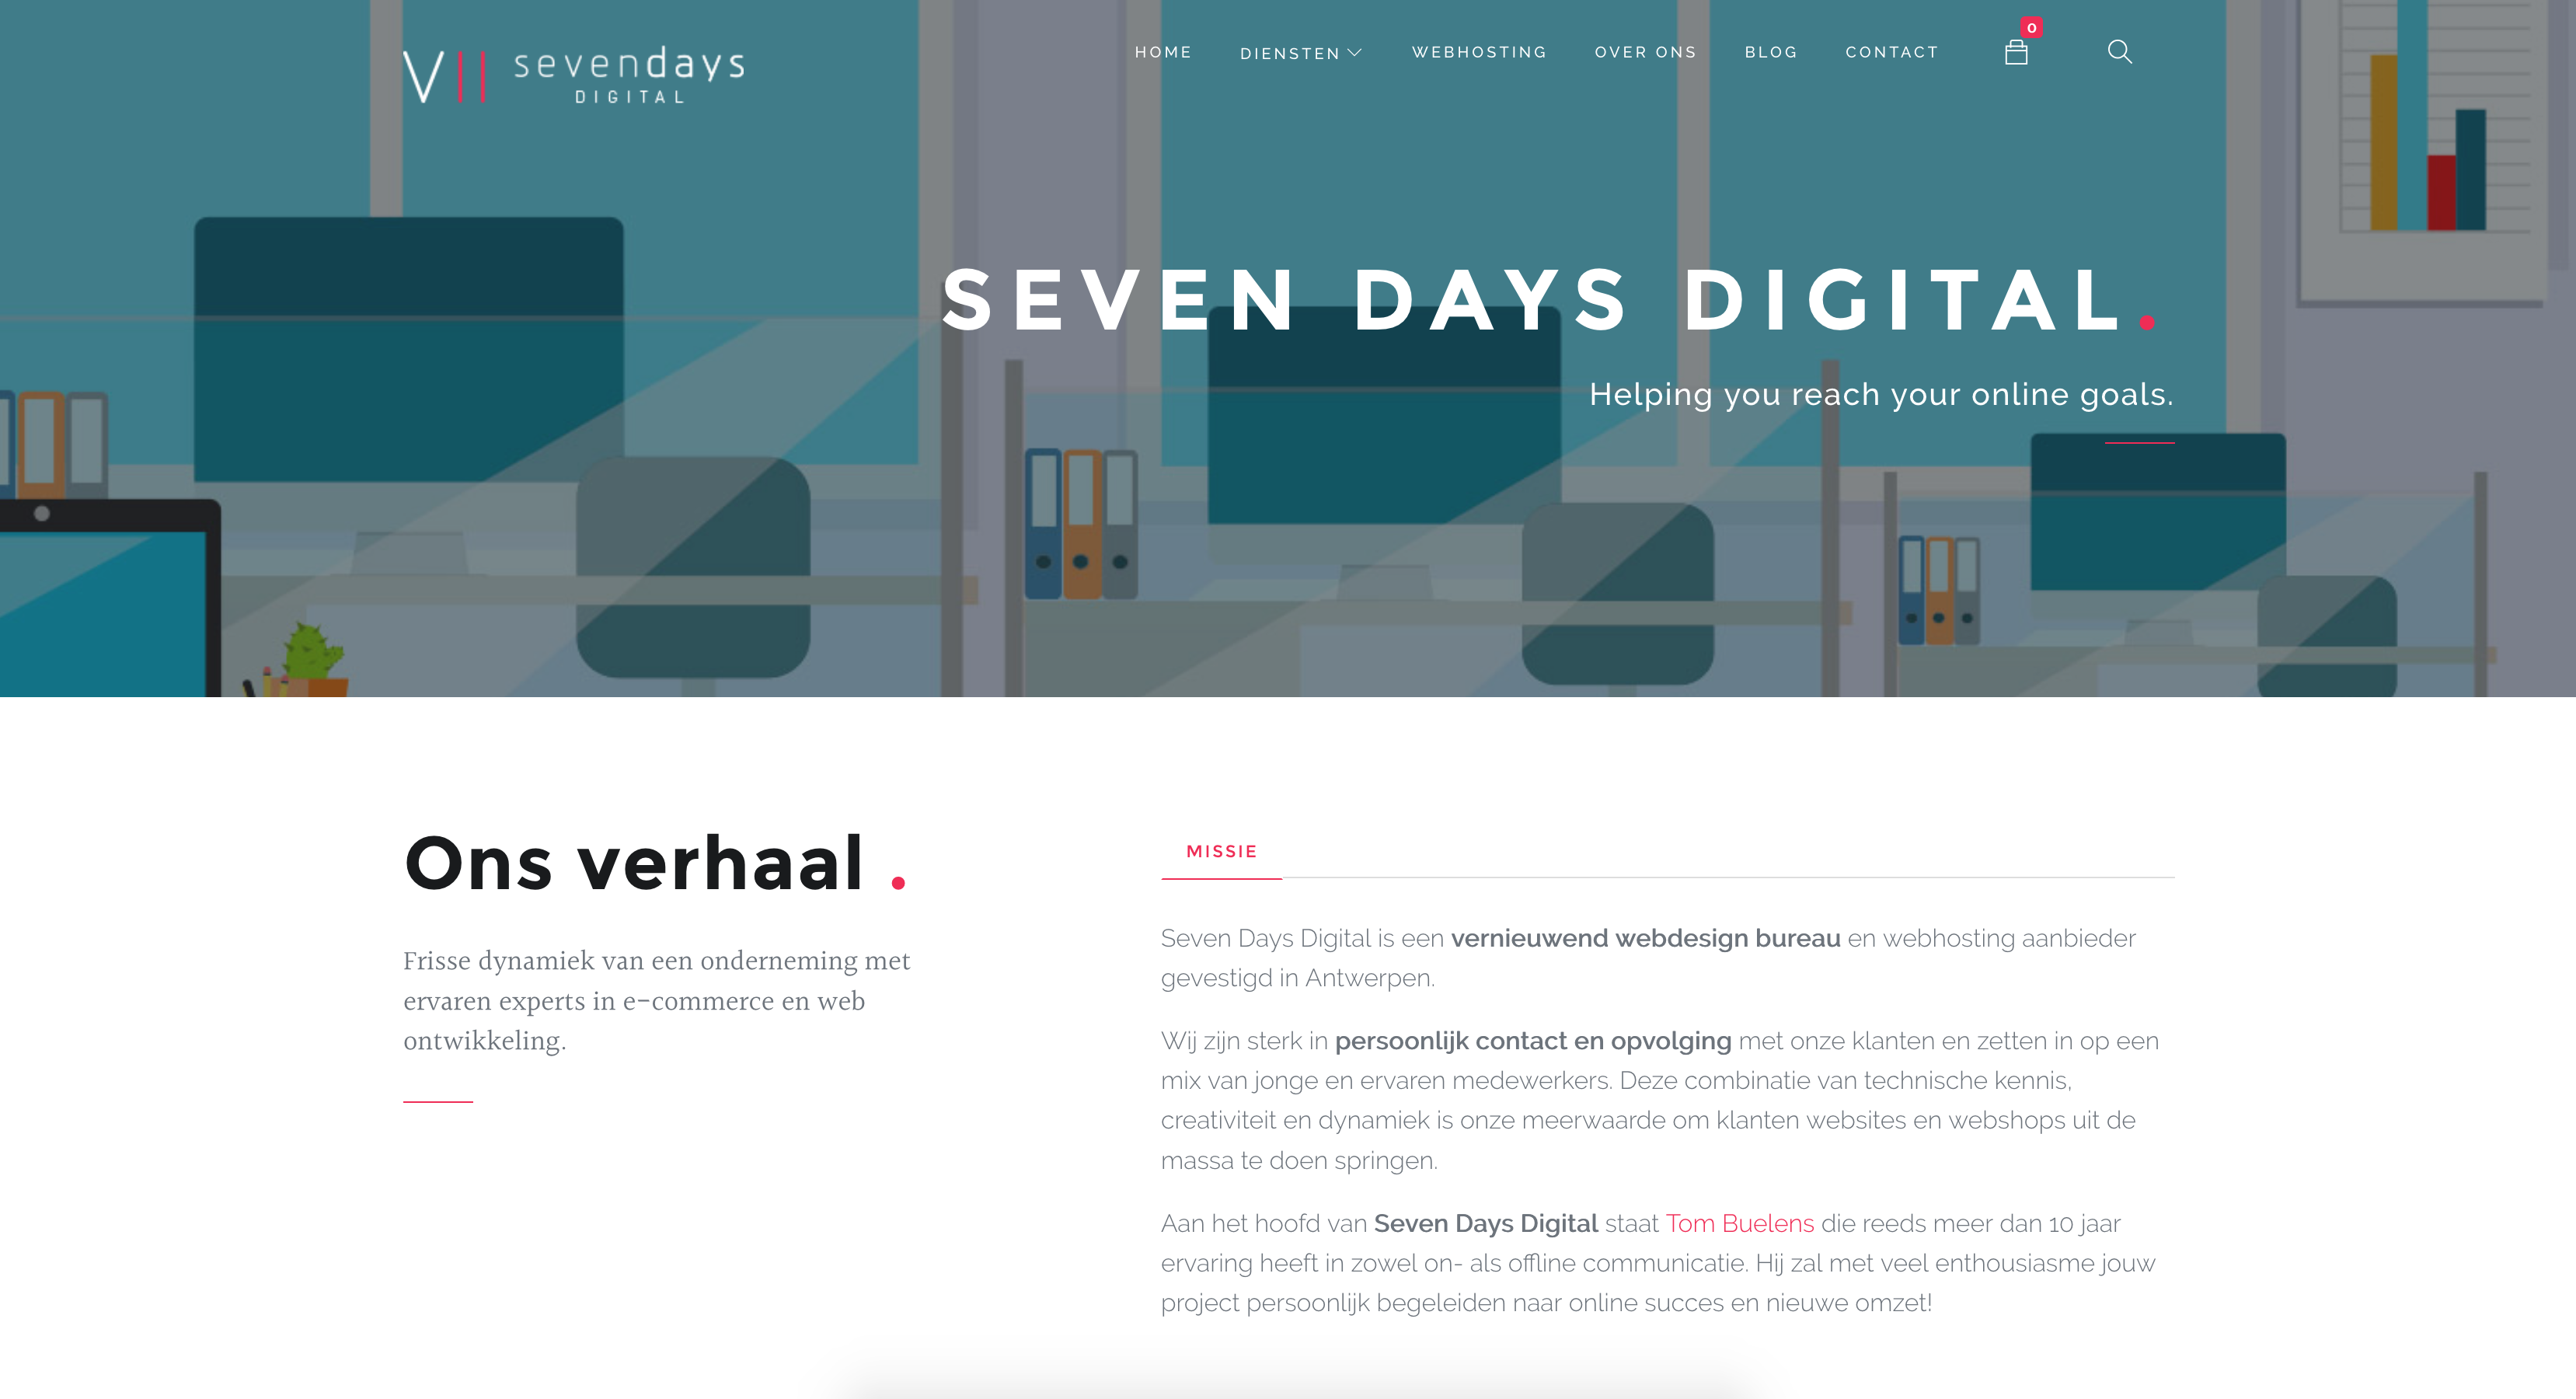 VII sevendays
DIGITAL
HOME DIENSTEN WEBHOSTING OVER ONS BLOG CONTACT 0
SEVEN DAYS DIGITAL.
Helping you reach your online goals.
Ons verhaal .
Frisse dynamiek van een onderneming met
ervaren experts in e-commerce en web
ontwikkeling.
MISSIE
Seven Days Digital is een vernieuwend webdesign bureau en webhosting aanbieder
gevestigd in Antwerpen.
Wij zijn sterk in persoonlijk contact en opvolging met onze klanten en zetten in op een
mix van jonge en ervaren medewerkers. Deze combinatie van technische kennis,
creativiteit en dynamiek is onze meerwaarde om klanten websites en webshops uit de
massa te doen springen.
Aan het hoofd van Seven Days Digital staat Tom Buelens die reeds meer dan 10 jaar
ervaring heeft in zowel on- als offline communicatie. Hij zal met veel enthousiasme jouw
project persoonlijk begeleiden naar online succes en nieuwe omzet!